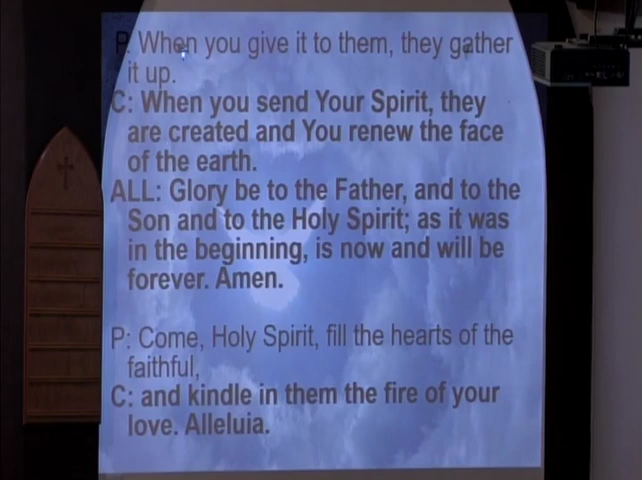 P. When you give it to them, they gather
it up.
C: When you send Your Spirit, they
are created and You renew the face
of the earth.
ALL: Glory be to the Father, and to the
Son and to the Holy Spirit; as it was
in the beginning, is now and will be
forever. Amen.
P: Come, Holy Spirit, fill the hearts of the
faithful,
C: and kindle in them the fire of your
love. Alleluia.